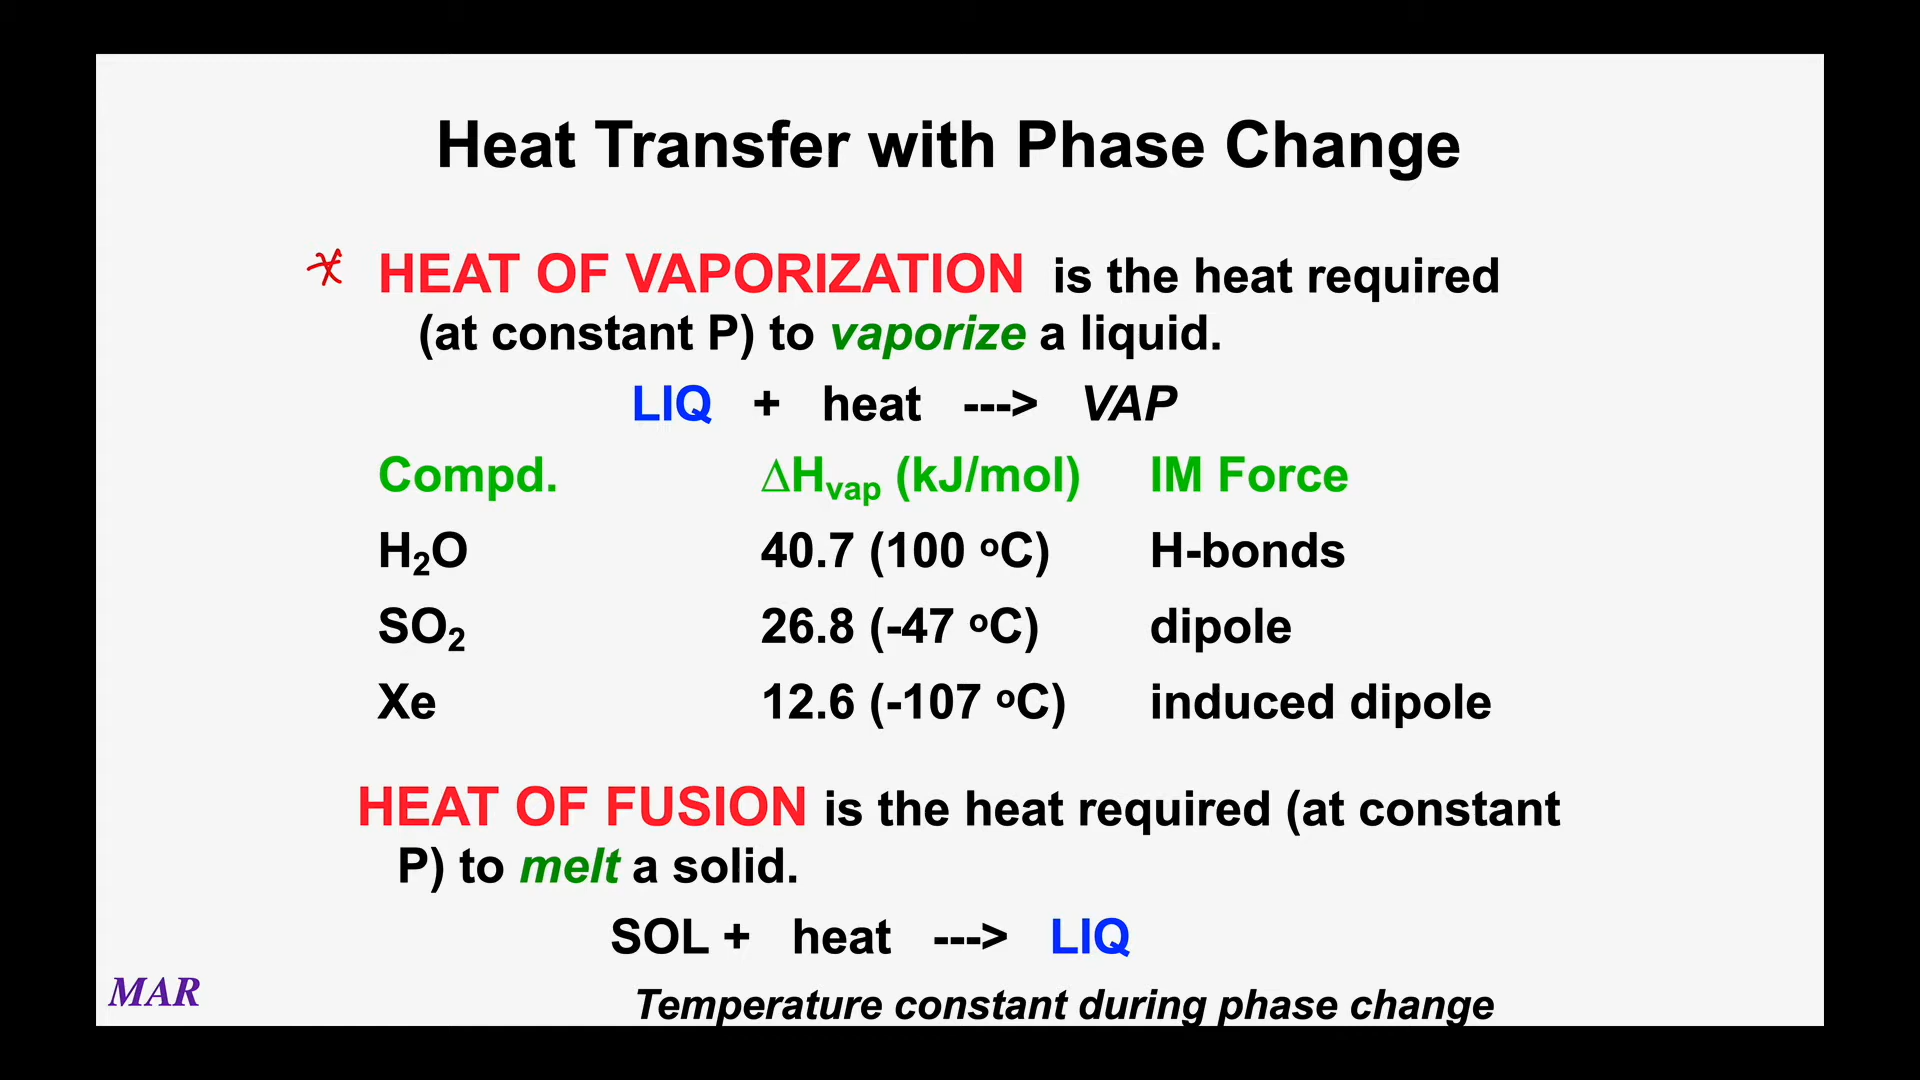 Heat Transfer with Phase Change
HEAT OF VAPORIZATION is the heat required
(at constant P) to vaporize a liquid.
LIQ + heat ---> VAP
Compd. ΔHvap (kJ/mol) IM Force
H₂O 40.7 (100 ºC) H-bonds
SO₂ 26.8 (-47 ºC) dipole
Xe 12.6 (-107 ºC) induced dipole
HEAT OF FUSION is the heat required (at constant
P) to melt a solid.
SOL + heat ---> LIQ
MAR
Temperature constant during phase change